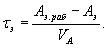 τ_з = (A_з.раб − A_з) / V_A.